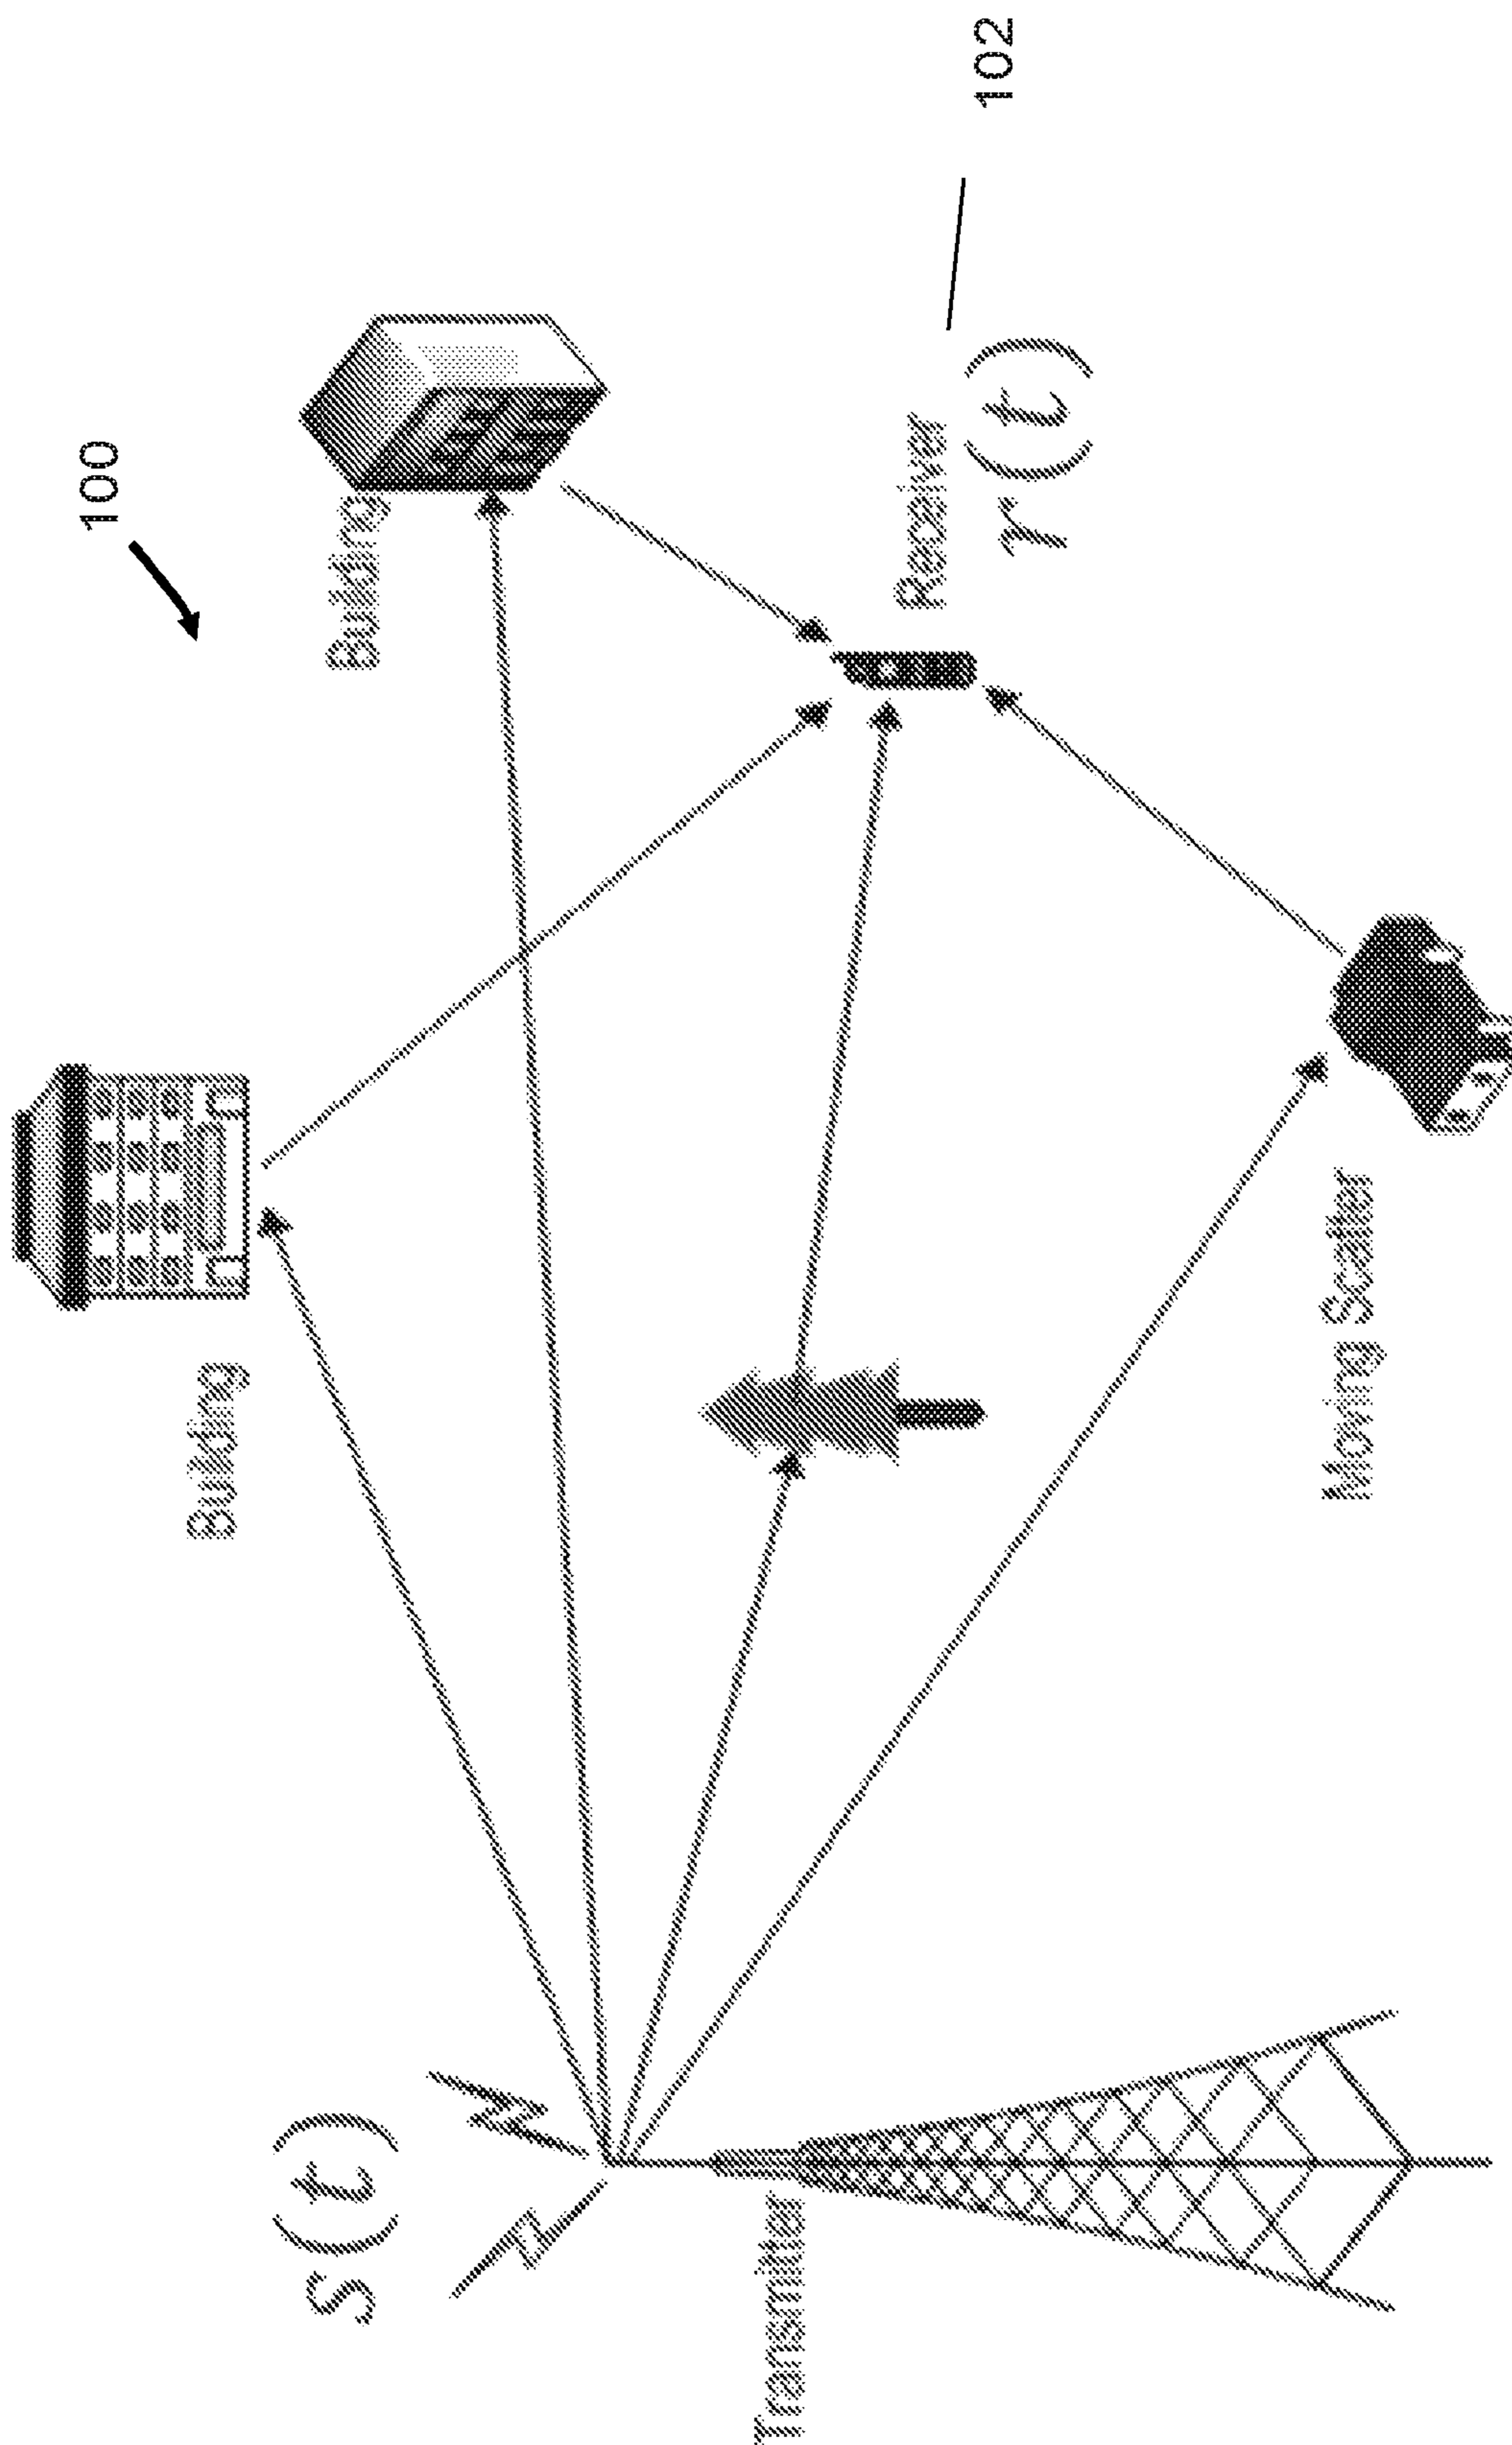 100
Building
Building
S(t)
Transmitter
Receiver
r(t)
102
Moving Scatter